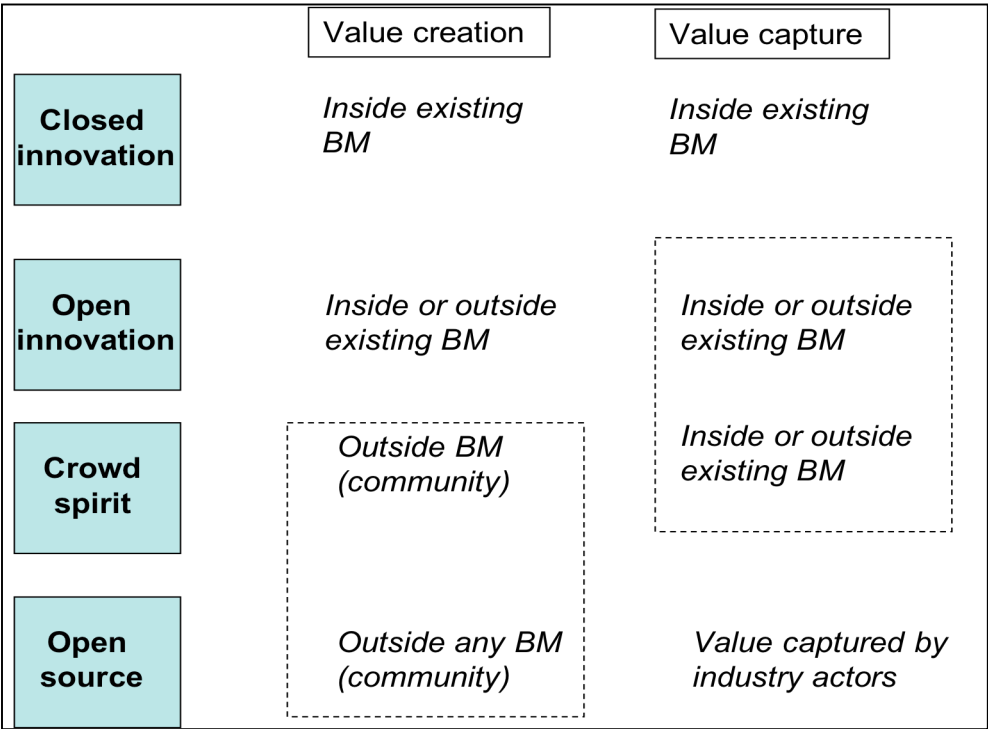 Value creation
Value capture
Closed
innovation
Inside existing
BM
Inside existing
BM
Open
innovation
Inside or outside
existing BM
Inside or outside
existing BM
Crowd
spirit
Outside BM
(community)
Inside or outside
existing BM
Open
source
Outside any BM
(community)
Value captured by
industry actors